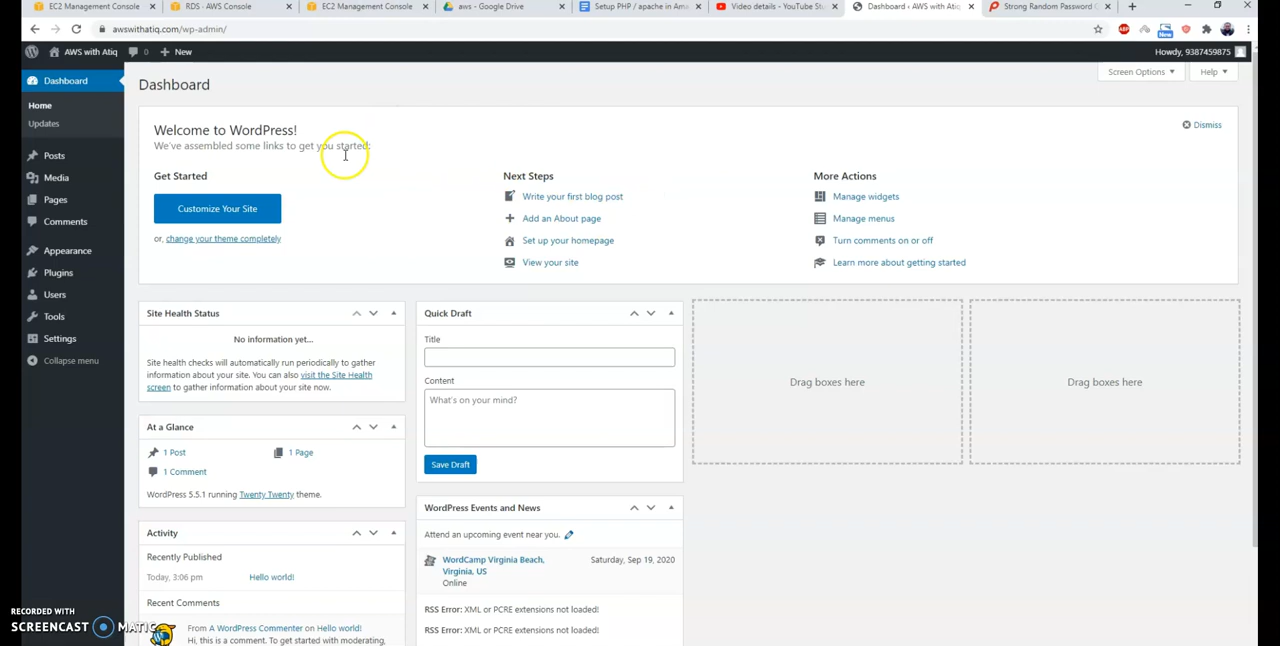 EC2 Management Console
RDS · AWS Console
EC2 Management Console
aws - Google Drive
Setup PHP / apache in Ama
Video details - YouTube Stu
Dashboard ‹ AWS with Atiq
Strong Random Password G
awswithatiq.com/wp-admin/
ABP
New
AWS with Atiq
0
New
Howdy, 9387459875
Dashboard
Home
Updates
Posts
Media
Pages
Comments
Appearance
Plugins
Users
Tools
Settings
Collapse menu
Dashboard
Screen Options
Help
Welcome to WordPress!
We've assembled some links to get you started:
Dismiss
Get Started
Customize Your Site
or, change your theme completely
Next Steps
Write your first blog post
Add an About page
Set up your homepage
View your site
More Actions
Manage widgets
Manage menus
Turn comments on or off
Learn more about getting started
Site Health Status
No information yet...
Site health checks will automatically run periodically to gather
information about your site. You can also visit the Site Health
screen to gather information about your site now.
At a Glance
1 Post
1 Page
1 Comment
WordPress 5.5.1 running Twenty Twenty theme.
Activity
Recently Published
Today, 3:06 pm
Hello world!
Recent Comments
From A WordPress Commenter on Hello world!
Hi, this is a comment. To get started with moderating,
Quick Draft
Title
Content
What's on your mind?
Save Draft
WordPress Events and News
Attend an upcoming event near you.
WordCamp Virginia Beach,
Virginia, US
Online
Saturday, Sep 19, 2020
RSS Error: XML or PCRE extensions not loaded!
RSS Error: XML or PCRE extensions not loaded!
Drag boxes here
Drag boxes here
RECORDED WITH
SCREENCAST MATIC